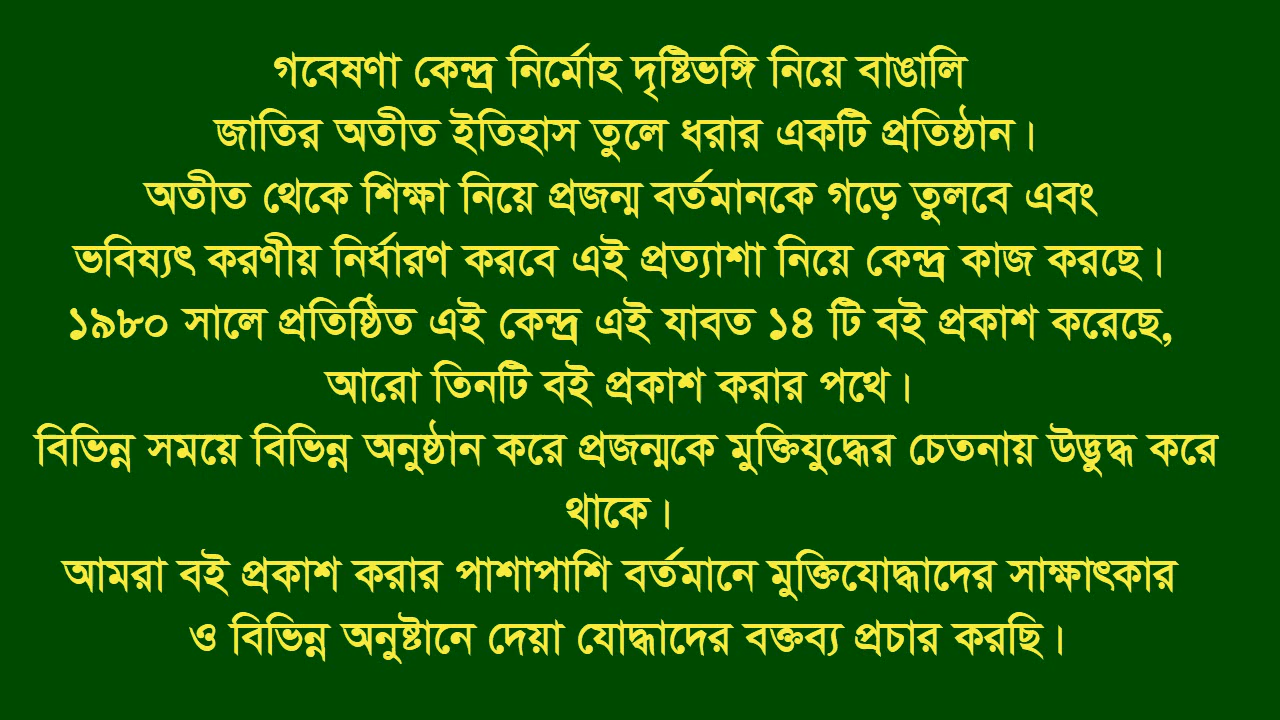 গবেষণা কেন্দ্র নির্মোহ দৃষ্টিভঙ্গি নিয়ে বাঙালি
জাতির অতীত ইতিহাস তুলে ধরার একটি প্রতিষ্ঠান।
অতীত থেকে শিক্ষা নিয়ে প্রজন্ম বর্তমানকে গড়ে তুলবে এবং
ভবিষ্যৎ করণীয় নির্ধারণ করবে এই প্রত্যাশা নিয়ে কেন্দ্র কাজ করছে।
১৯৮০ সালে প্রতিষ্ঠিত এই কেন্দ্র এই যাবত ১৪ টি বই প্রকাশ করেছে,
আরো তিনটি বই প্রকাশ করার পথে।
বিভিন্ন সময়ে বিভিন্ন অনুষ্ঠান করে প্রজন্মকে মুক্তিযুদ্ধের চেতনায় উদ্ভুদ্ধ করে
থাকে।
আমরা বই প্রকাশ করার পাশাপাশি বর্তমানে মুক্তিযোদ্ধাদের সাক্ষাৎকার
ও বিভিন্ন অনুষ্টানে দেয়া যোদ্ধাদের বক্তব্য প্রচার করছি।